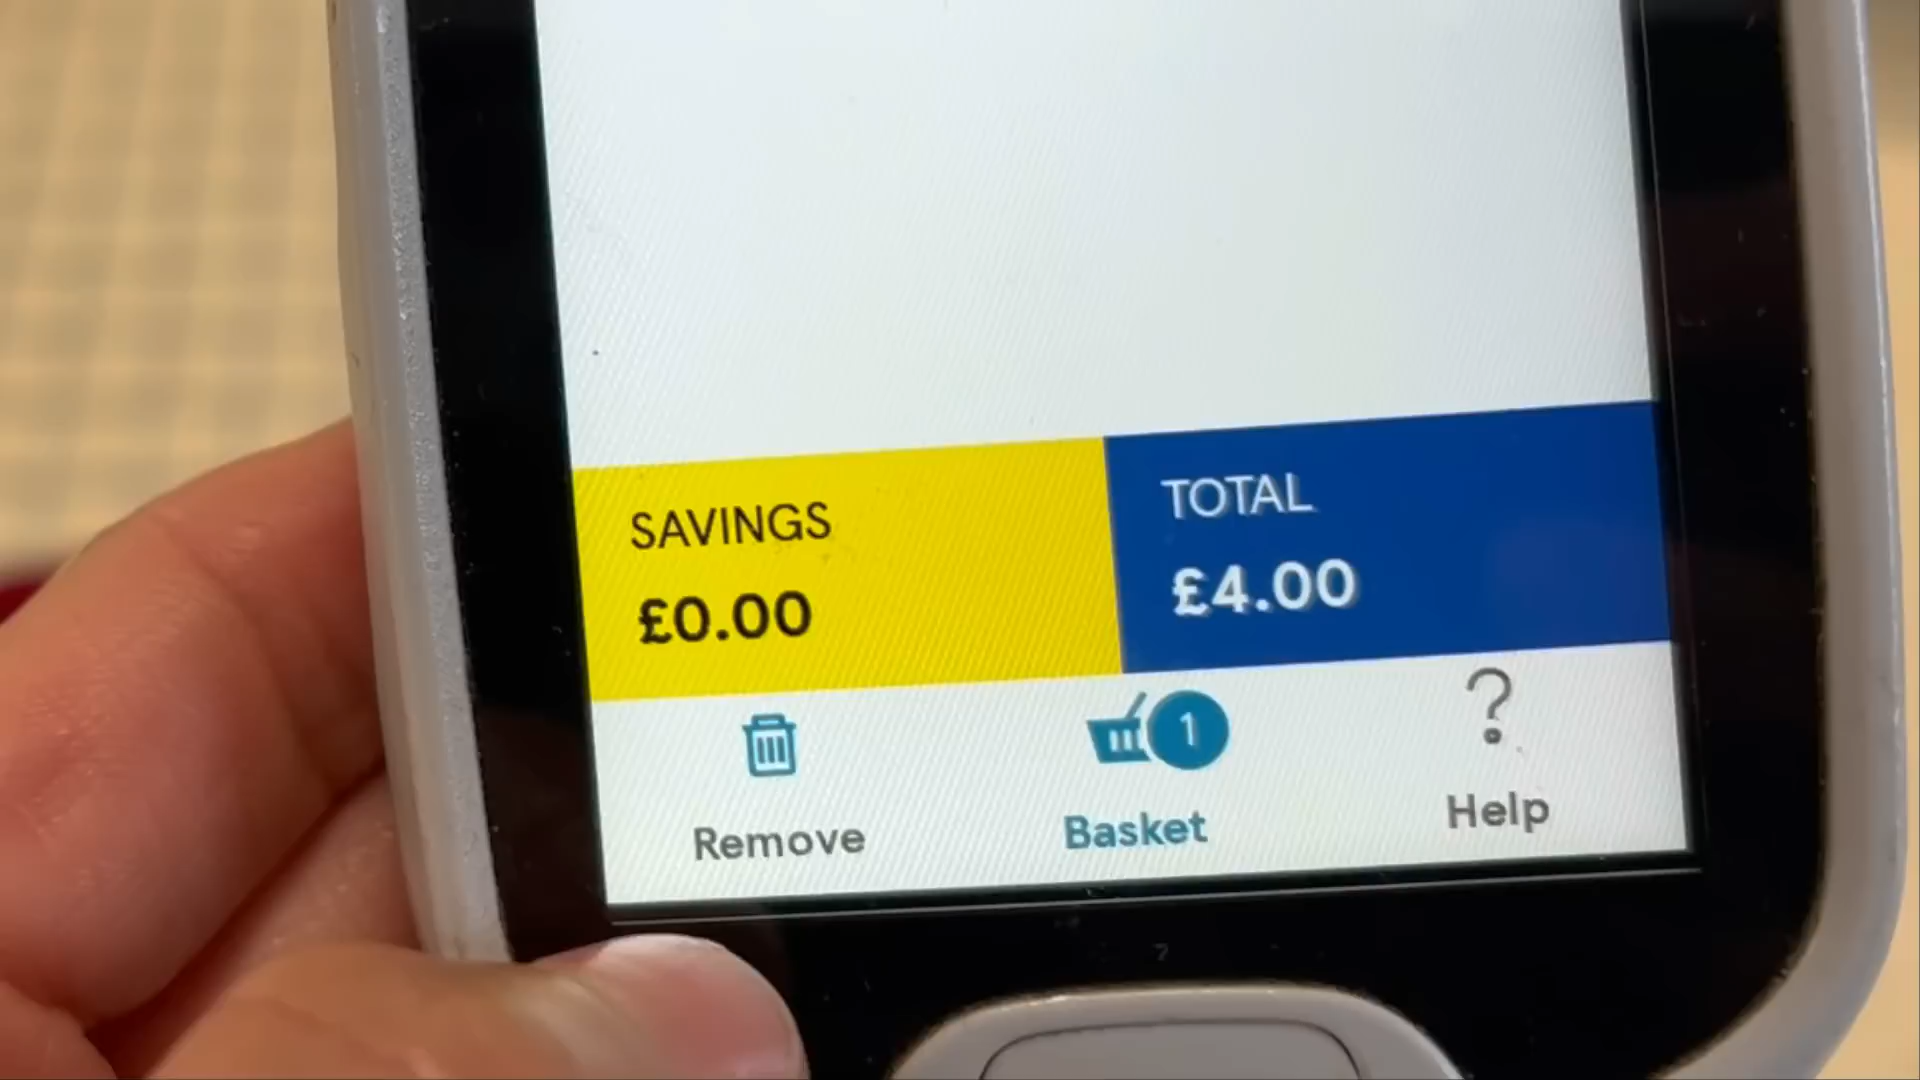 SAVINGS
£0.00
TOTAL
£4.00
1
?
Remove
Basket
Help